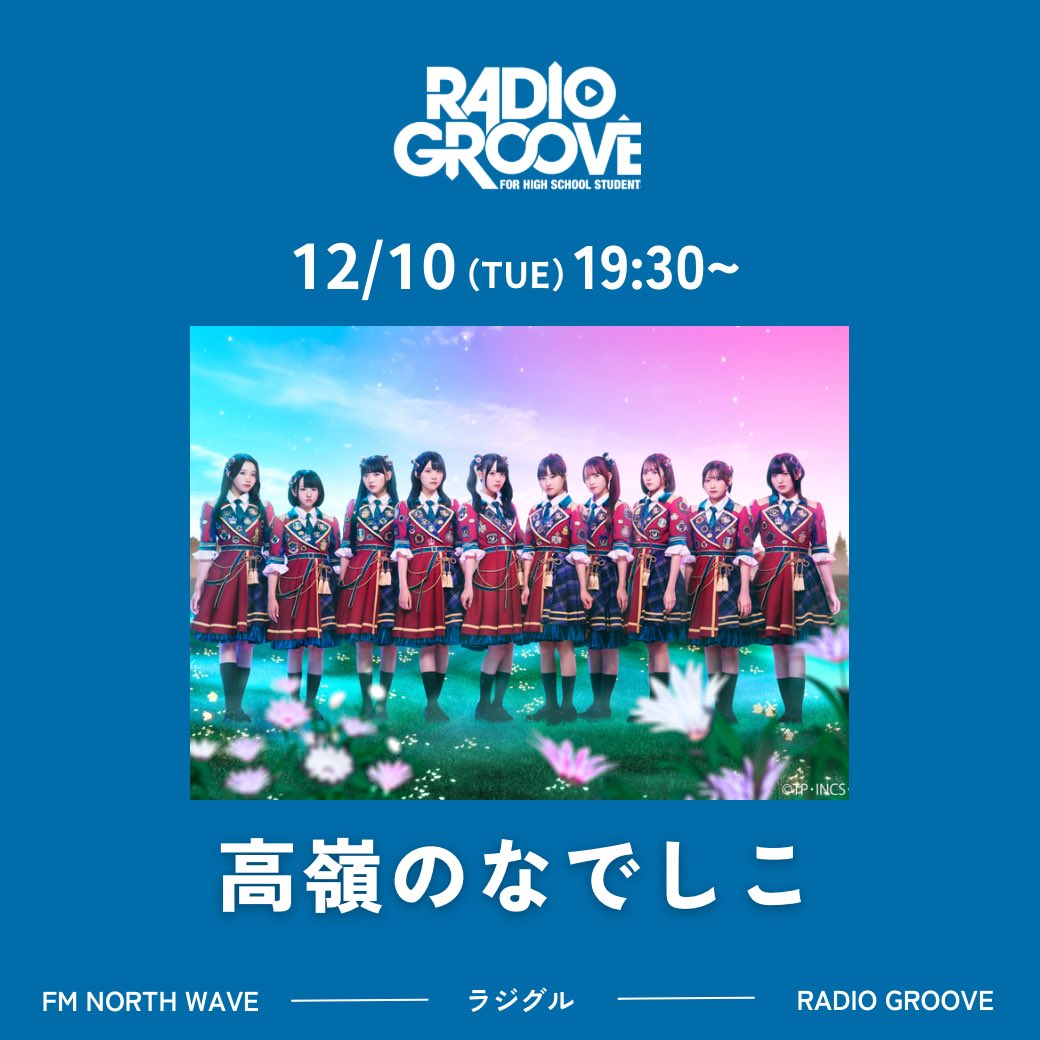 RADIO
GROOVE
FOR HIGH SCHOOL STUDENT
12/10 (TUE) 19:30~
©TP・INCS
高嶺のなでしこ
FM NORTH WAVE ラジグル RADIO GROOVE